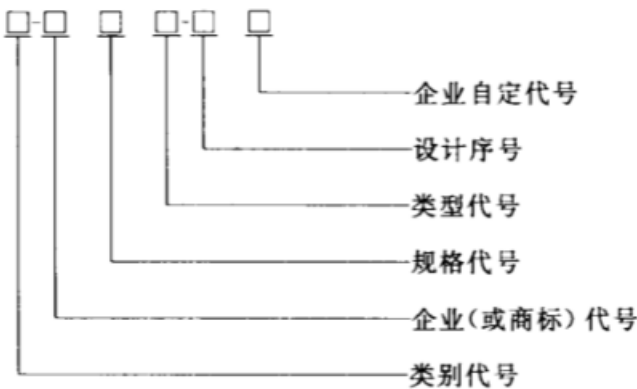 □-□ □ □-□ □
企业自定代号
设计序号
类型代号
规格代号
企业(或商标)代号
类别代号